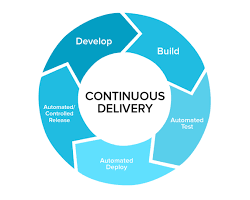 Develop
Build
CONTINUOUS
DELIVERY
Automated/
Controlled
Release
Automated
Test
Automated
Deploy